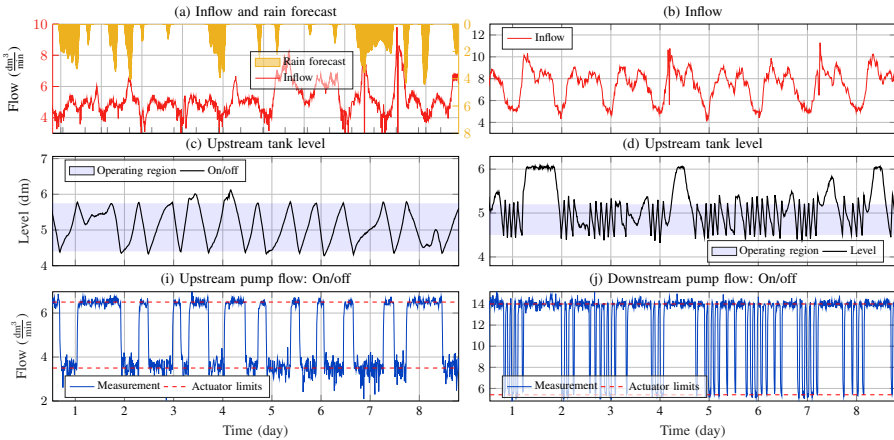 (a) Inflow and rain forecast
(b) Inflow
10
8
6
4
0
2
4
6
8
Flow (dm³/min)
Rain forecast
Inflow
12
10
8
6
4
Inflow
(c) Upstream tank level
(d) Upstream tank level
6
5
4
Level (dm)
Operating region
On/off
6
5
4
Operating region
Level
(i) Upstream pump flow: On/off
(j) Downstream pump flow: On/off
6
4
2
Flow (dm³/min)
Measurement
Actuator limits
14
12
10
8
6
Measurement
Actuator limits
1 2 3 4 5 6 7 8
1 2 3 4 5 6 7 8
Time (day)
Time (day)